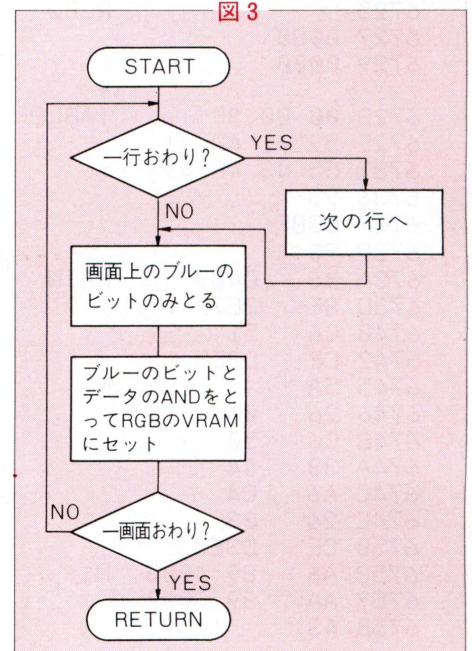 図3
START
一行おわり?
YES
NO
次の行へ
画面上のブルーの
ビットのみとる
ブルーのビットと
データのANDをと
ってRGBのVRAM
にセット
NO
一画面おわり?
YES
RETURN